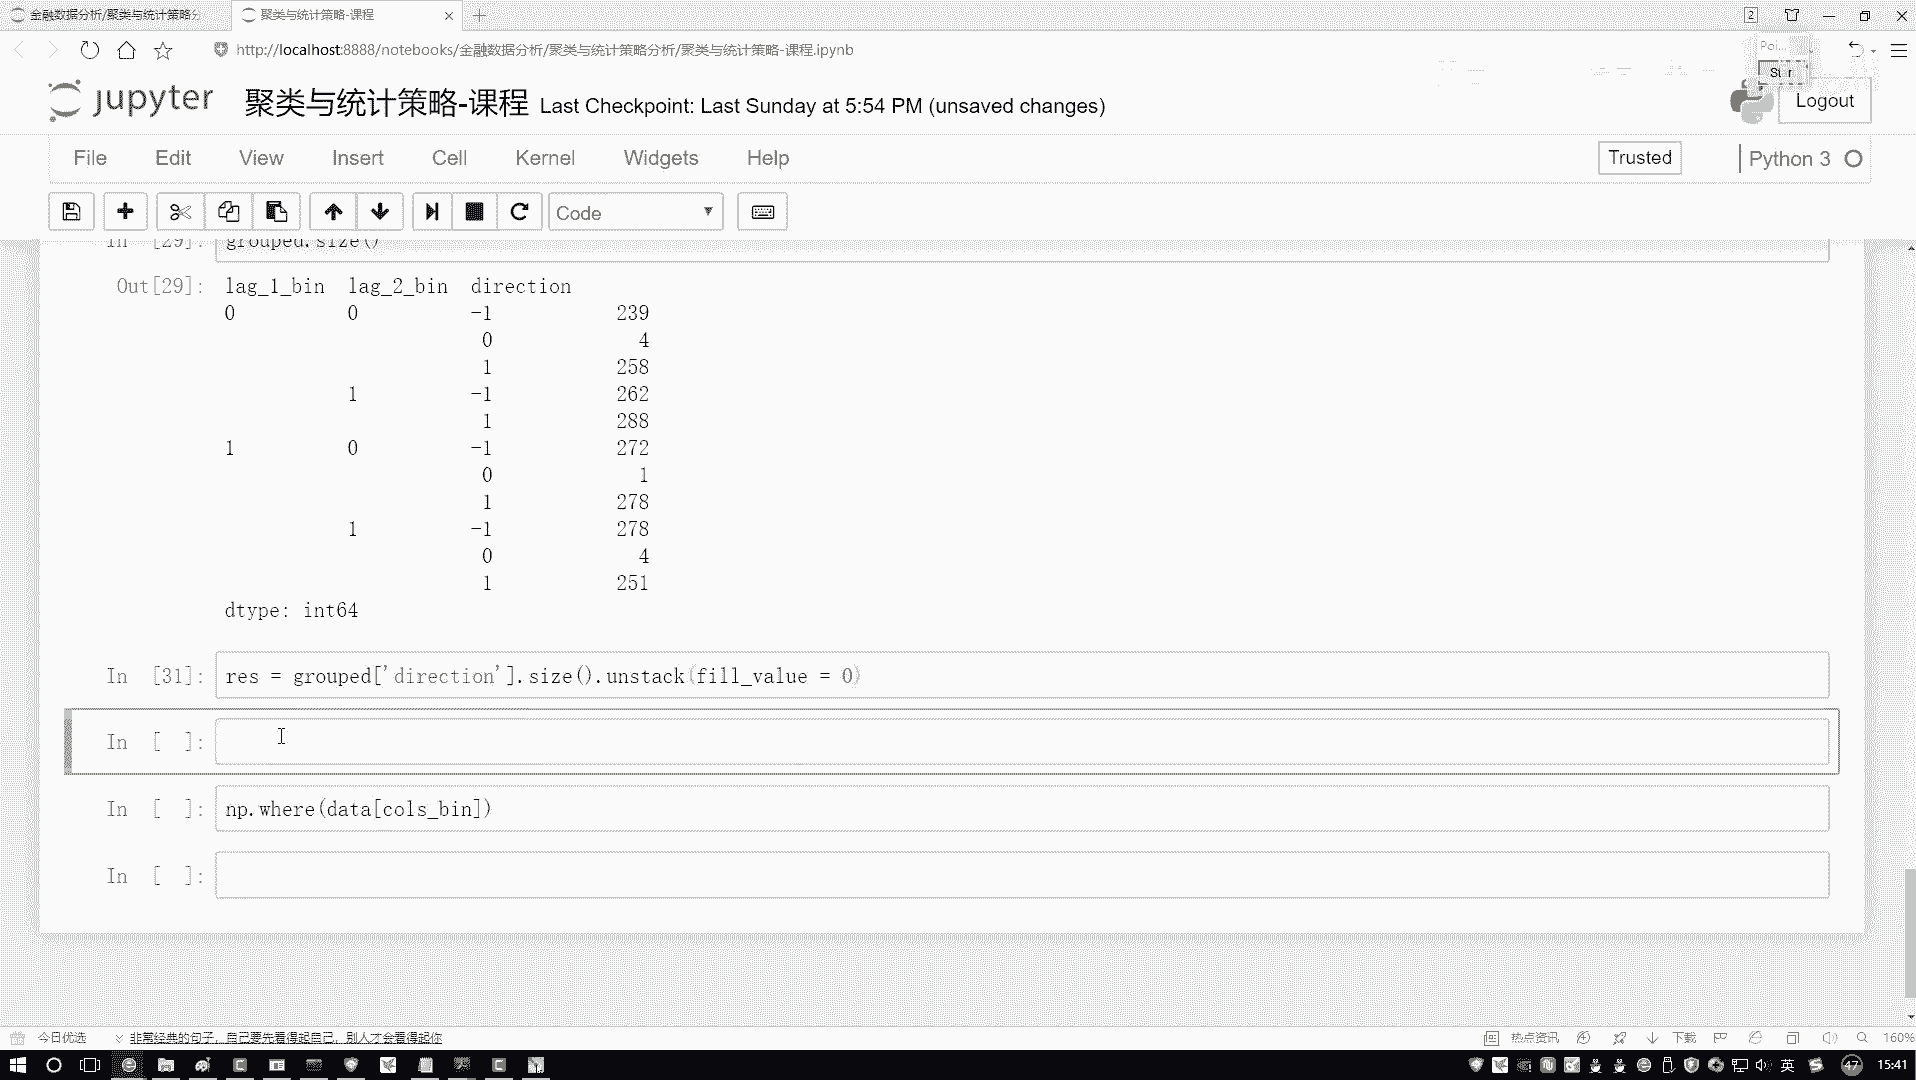 金融数据分析/聚类与统计策略分
聚类与统计策略-课程
2
http://localhost:8888/notebooks/金融数据分析/聚类与统计策略分析/聚类与统计策略-课程.ipynb
Poi...
jupyter 聚类与统计策略-课程 Last Checkpoint: Last Sunday at 5:54 PM (unsaved changes)
Logout
File Edit View Insert Cell Kernel Widgets Help
Trusted
Python 3
Code
In [29]: grouped.size()
Out[29]: lag_1_bin lag_2_bin direction
0 0 -1 239
0 4
1 258
1 -1 262
1 288
1 0 -1 272
0 1
1 278
1 -1 278
0 4
1 251
dtype: int64
In [31]: res = grouped['direction'].size().unstack(fill_value = 0)
In [ ]:
In [ ]: np.where(data[cols_bin])
In [ ]:
今日优选
非常经典的句子,自己要先看得起自己,别人才会看得起你
热点资讯
下载
160%
英
47
15:41